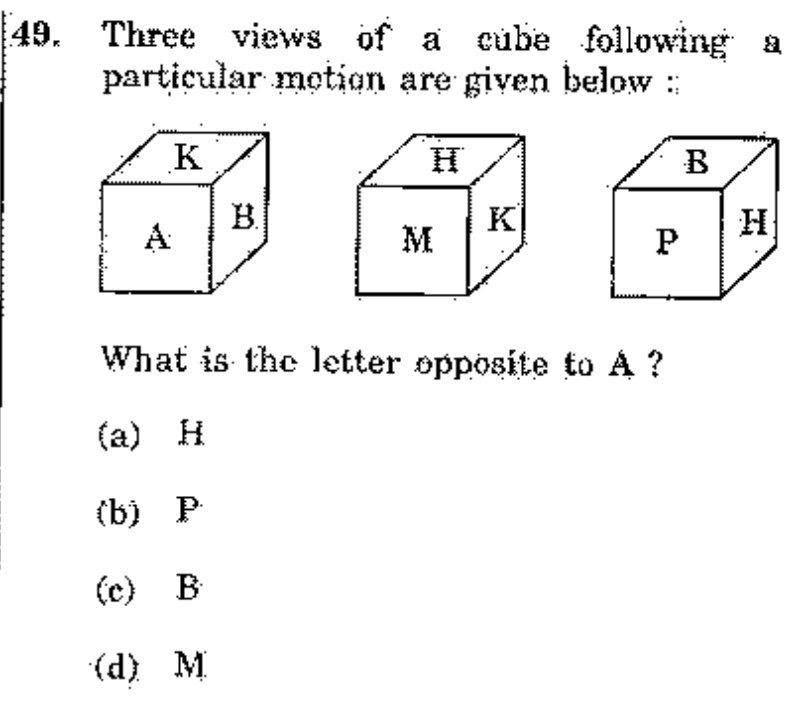 49. Three views of a cube following a
particular motion are given below :
K
A B
H
M K
B
P H
What is the letter opposite to A ?
(a) H
(b) P
(c) B
(d) M